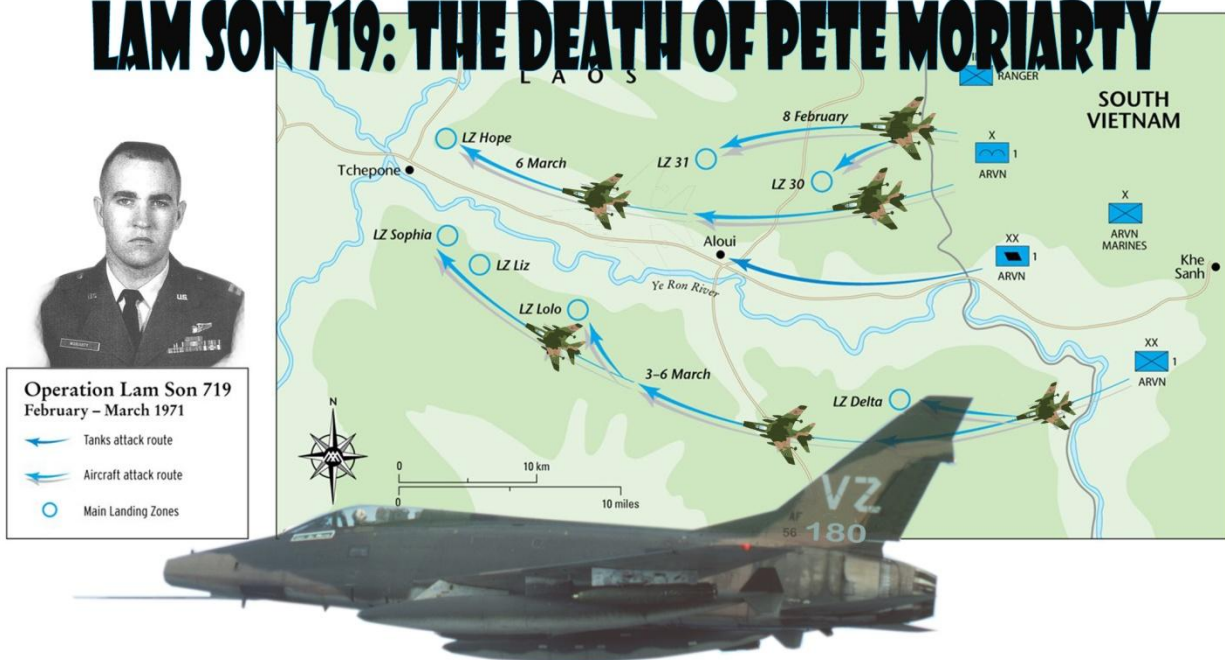 LAM SON 719: THE DEATH OF PETE MORIARTY
LAOS
RANGER
SOUTH
VIETNAM
8 February
X
1
ARVN
LZ Hope
6 March
LZ 31
LZ 30
Tchepone
X
ARVN
MARINES
LZ Sophia
LZ Liz
Aloui
XX
1
ARVN
Khe
Sanh
Ye Ron River
LZ Lolo
3–6 March
XX
1
ARVN
LZ Delta
U.S.
MORIARTY
Operation Lam Son 719
February – March 1971
Tanks attack route
Aircraft attack route
Main Landing Zones
N
0 10 km
0 10 miles
VZ
AF
56 180